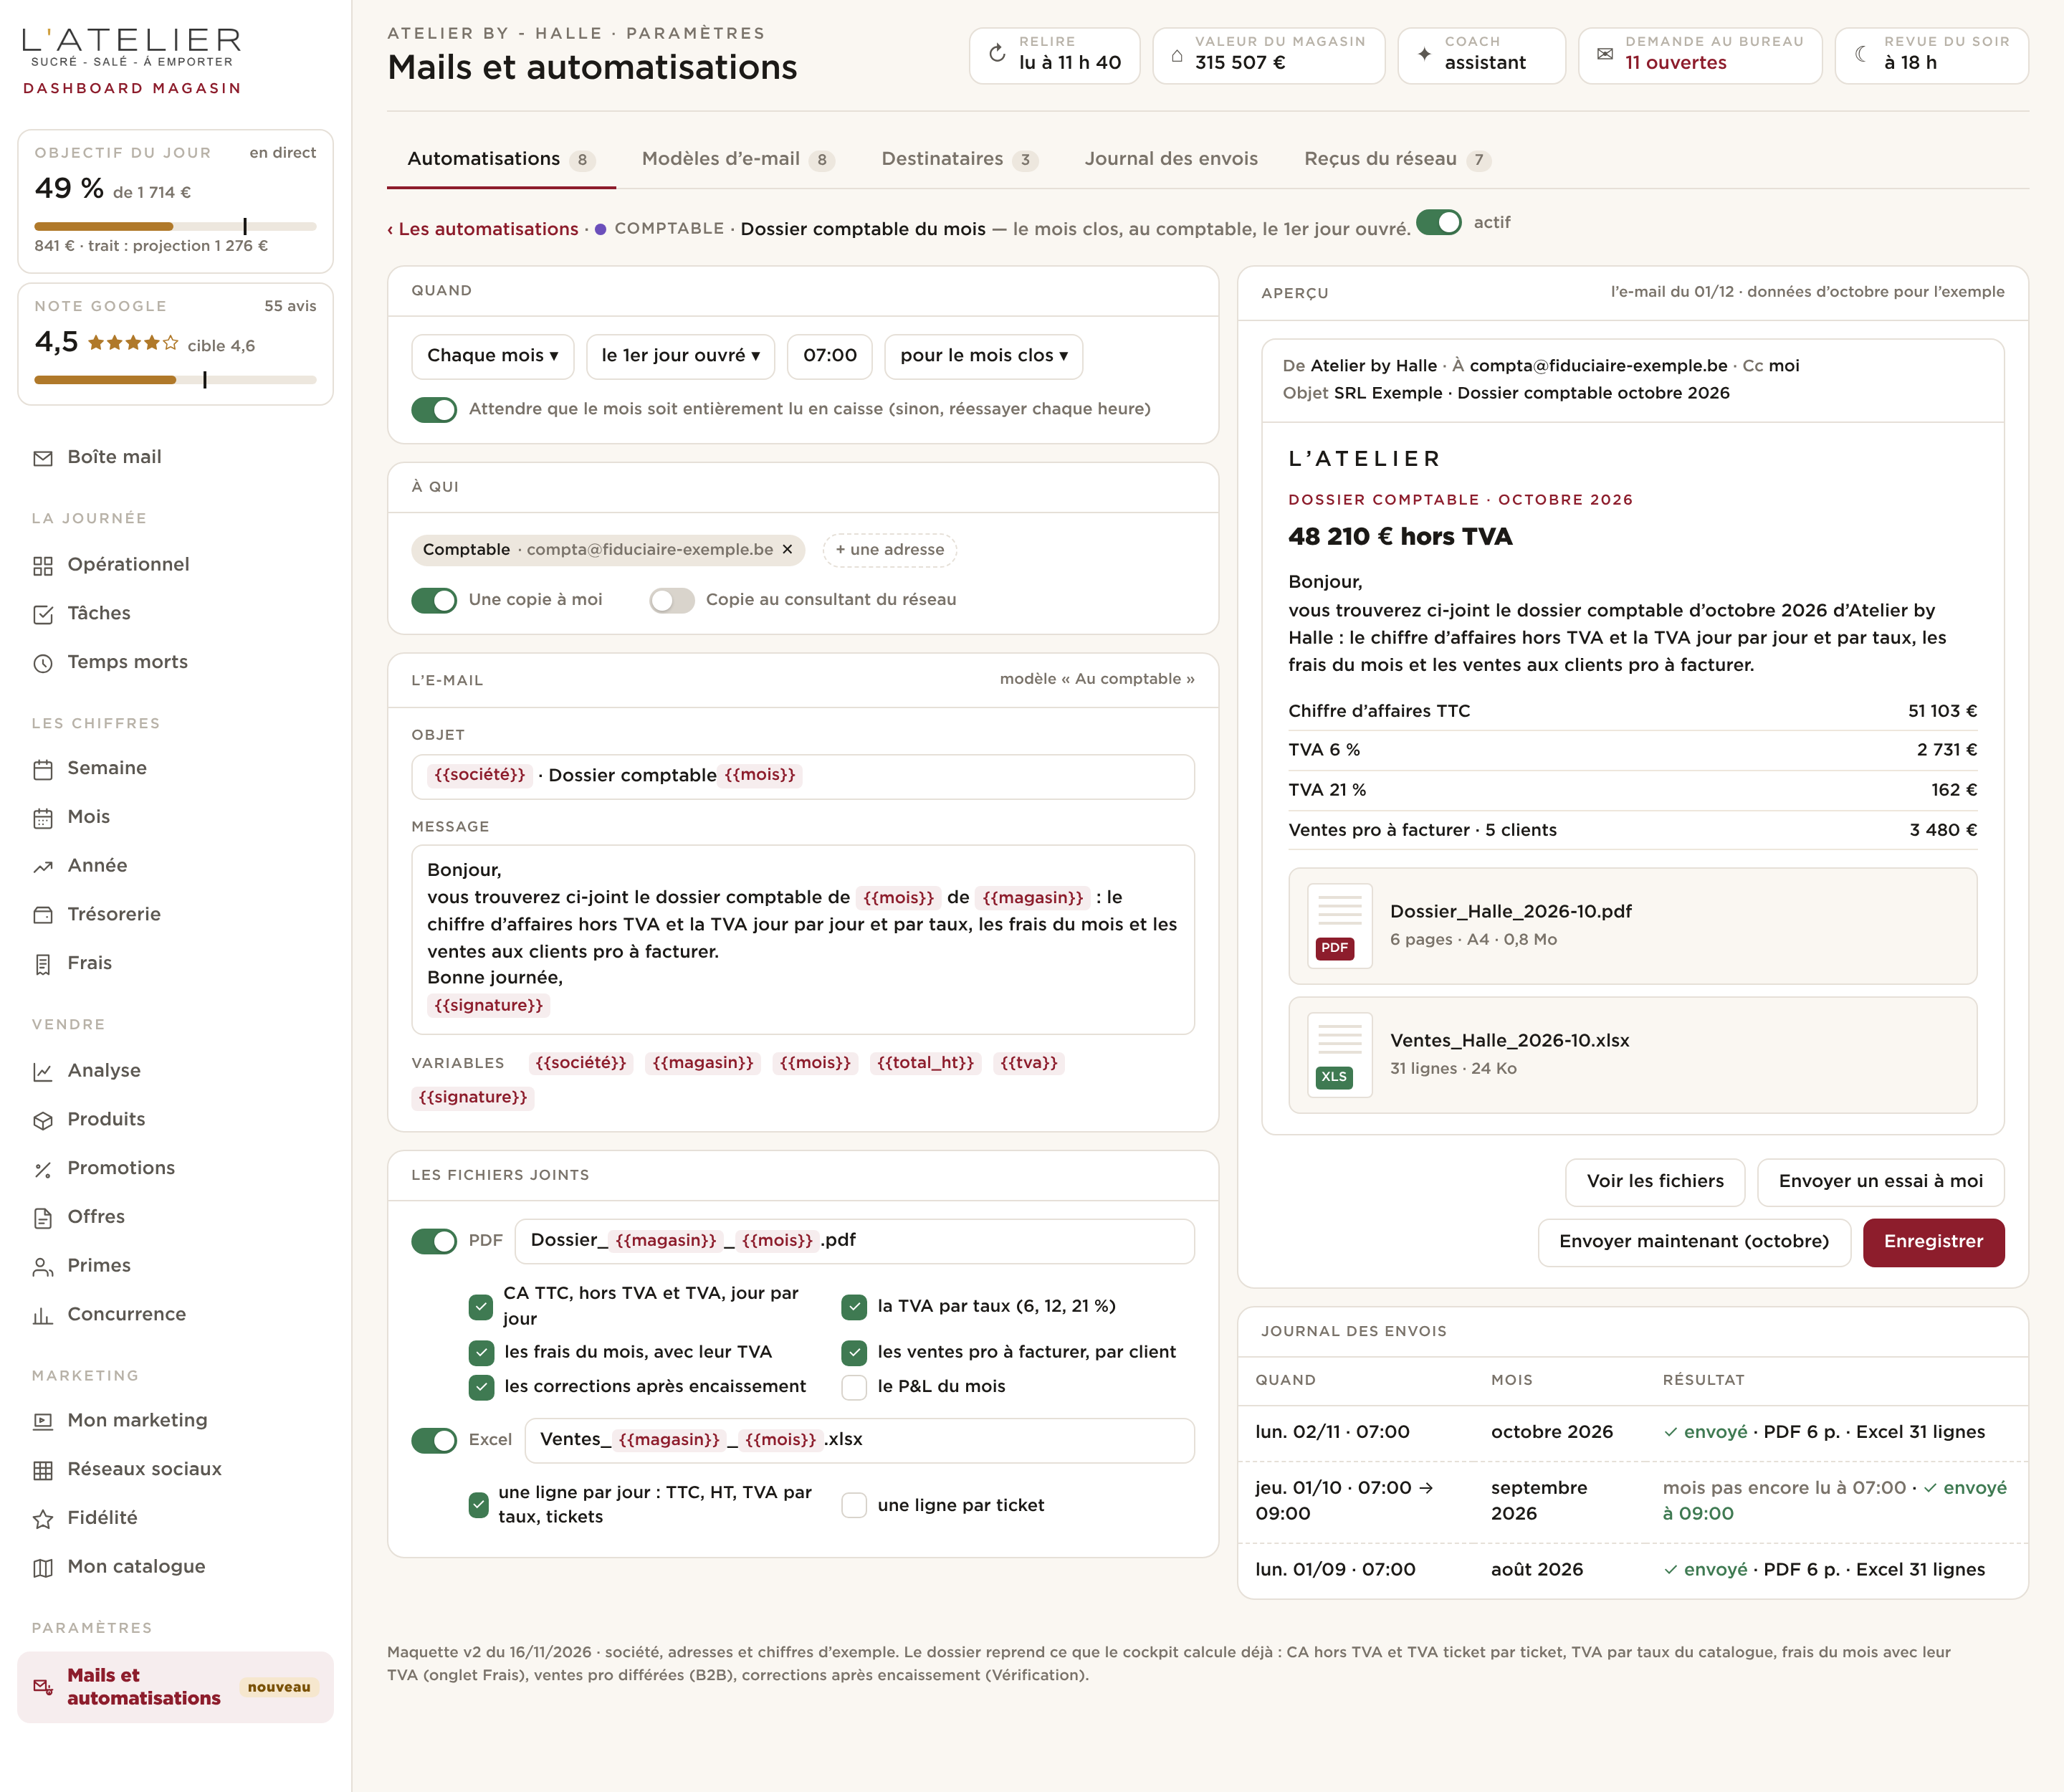 L'ATELIER
SUCRÉ - SALÉ - À EMPORTER
DASHBOARD MAGASIN
OBJECTIF DU JOUR en direct
49 % de 1 714 €
841 € · trait : projection 1 276 €
NOTE GOOGLE 55 avis
4,5 ★★★★☆ cible 4,6
Boîte mail
LA JOURNÉE
Opérationnel
Tâches
Temps morts
LES CHIFFRES
Semaine
Mois
Année
Trésorerie
Frais
VENDRE
Analyse
Produits
Promotions
Offres
Primes
Concurrence
MARKETING
Mon marketing
Réseaux sociaux
Fidélité
Mon catalogue
PARAMÈTRES
Mails et
automatisations nouveau
ATELIER BY - HALLE · PARAMÈTRES
Mails et automatisations
RELIRE
lu à 11 h 40
VALEUR DU MAGASIN
315 507 €
COACH
assistant
DEMANDE AU BUREAU
11 ouvertes
REVUE DU SOIR
à 18 h
Automatisations 8 Modèles d’e-mail 8 Destinataires 3 Journal des envois Reçus du réseau 7
‹ Les automatisations · COMPTABLE · Dossier comptable du mois — le mois clos, au comptable, le 1er jour ouvré. actif
QUAND
Chaque mois ▾ le 1er jour ouvré ▾ 07:00 pour le mois clos ▾
Attendre que le mois soit entièrement lu en caisse (sinon, réessayer chaque heure)
À QUI
Comptable · compta@fiduciaire-exemple.be ✕ + une adresse
Une copie à moi Copie au consultant du réseau
L’E-MAIL modèle « Au comptable »
OBJET
{{société}} · Dossier comptable {{mois}}
MESSAGE
Bonjour,
vous trouverez ci-joint le dossier comptable de {{mois}} de {{magasin}} : le
chiffre d’affaires hors TVA et la TVA jour par jour et par taux, les frais du mois et les
ventes aux clients pro à facturer.
Bonne journée,
{{signature}}
VARIABLES {{société}} {{magasin}} {{mois}} {{total_ht}} {{tva}}
{{signature}}
LES FICHIERS JOINTS
PDF Dossier_{{magasin}}_{{mois}}.pdf
CA TTC, hors TVA et TVA, jour par
jour
la TVA par taux (6, 12, 21 %)
les frais du mois, avec leur TVA
les ventes pro à facturer, par client
les corrections après encaissement
le P&L du mois
Excel Ventes_{{magasin}}_{{mois}}.xlsx
une ligne par jour : TTC, HT, TVA par
taux, tickets
une ligne par ticket
APERÇU l’e-mail du 01/12 · données d’octobre pour l’exemple
De Atelier by Halle · À compta@fiduciaire-exemple.be · Cc moi
Objet SRL Exemple · Dossier comptable octobre 2026
L’ATELIER
DOSSIER COMPTABLE · OCTOBRE 2026
48 210 € hors TVA
Bonjour,
vous trouverez ci-joint le dossier comptable d’octobre 2026 d’Atelier by
Halle : le chiffre d’affaires hors TVA et la TVA jour par jour et par taux, les
frais du mois et les ventes aux clients pro à facturer.
Chiffre d’affaires TTC 51 103 €
TVA 6 % 2 731 €
TVA 21 % 162 €
Ventes pro à facturer · 5 clients 3 480 €
PDF
Dossier_Halle_2026-10.pdf
6 pages · A4 · 0,8 Mo
XLS
Ventes_Halle_2026-10.xlsx
31 lignes · 24 Ko
Voir les fichiers Envoyer un essai à moi
Envoyer maintenant (octobre) Enregistrer
JOURNAL DES ENVOIS
QUAND MOIS RÉSULTAT
lun. 02/11 · 07:00 octobre 2026 ✓ envoyé · PDF 6 p. · Excel 31 lignes
jeu. 01/10 · 07:00 → septembre mois pas encore lu à 07:00 · ✓ envoyé
09:00 2026 à 09:00
lun. 01/09 · 07:00 août 2026 ✓ envoyé · PDF 6 p. · Excel 31 lignes
Maquette v2 du 16/11/2026 · société, adresses et chiffres d’exemple. Le dossier reprend ce que le cockpit calcule déjà : CA hors TVA et TVA ticket par ticket, TVA par taux du catalogue, frais du mois avec leur
TVA (onglet Frais), ventes pro différées (B2B), corrections après encaissement (Vérification).